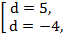 [d = 5,
d = −4,